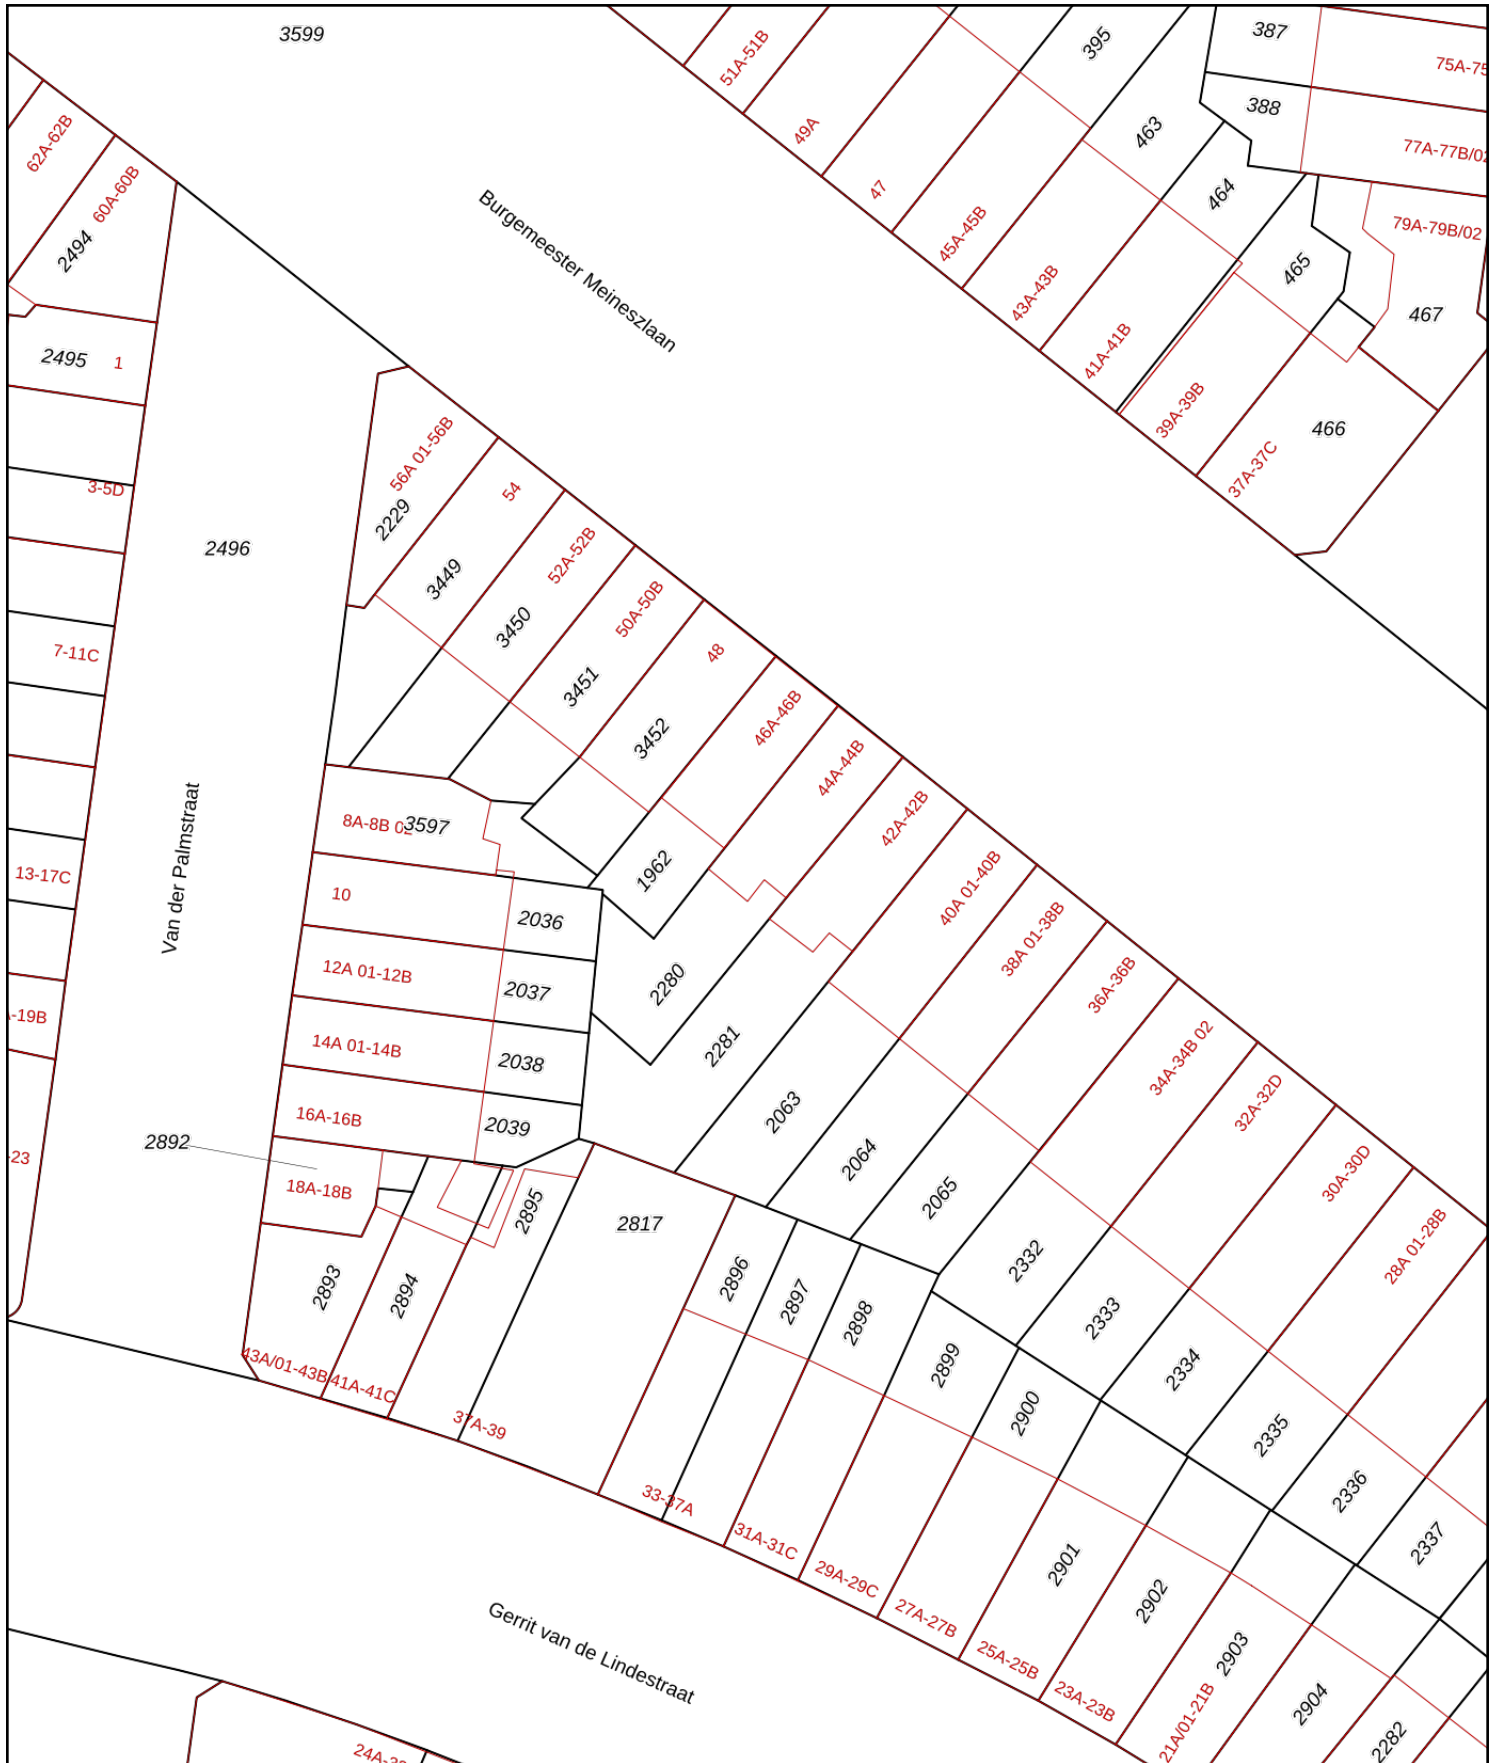 3599
51A-51B
49A
47
45A-45B
43A-43B
41A-41B
39A-39B
37A-37C
395
463
464
465
466
467
387
388
75A-75
77A-77B/02
79A-79B/02
62A-62B
60A-60B
2494
2495
1
3-5D
7-11C
13-17C
-19B
-23
Burgemeester Meineszlaan
Van der Palmstraat
2496
56A 01-56B
2229
54
3449
52A-52B
3450
50A-50B
3451
48
3452
46A-46B
1962
44A-44B
2280
42A-42B
2281
40A 01-40B
2063
38A 01-38B
2064
36A-36B
2065
34A-34B 02
2332
32A-32D
2333
30A-30D
2334
28A 01-28B
2335
2336
2337
8A-8B 02
3597
10
2036
12A 01-12B
2037
14A 01-14B
2038
16A-16B
2039
2892
18A-18B
2893
2894
2895
2817
2896
2897
2898
2899
2900
2901
2902
2903
2904
2282
43A/01-43B
41A-41C
37A-39
33-37A
31A-31C
29A-29C
27A-27B
25A-25B
23A-23B
21A/01-21B
Gerrit van de Lindestraat